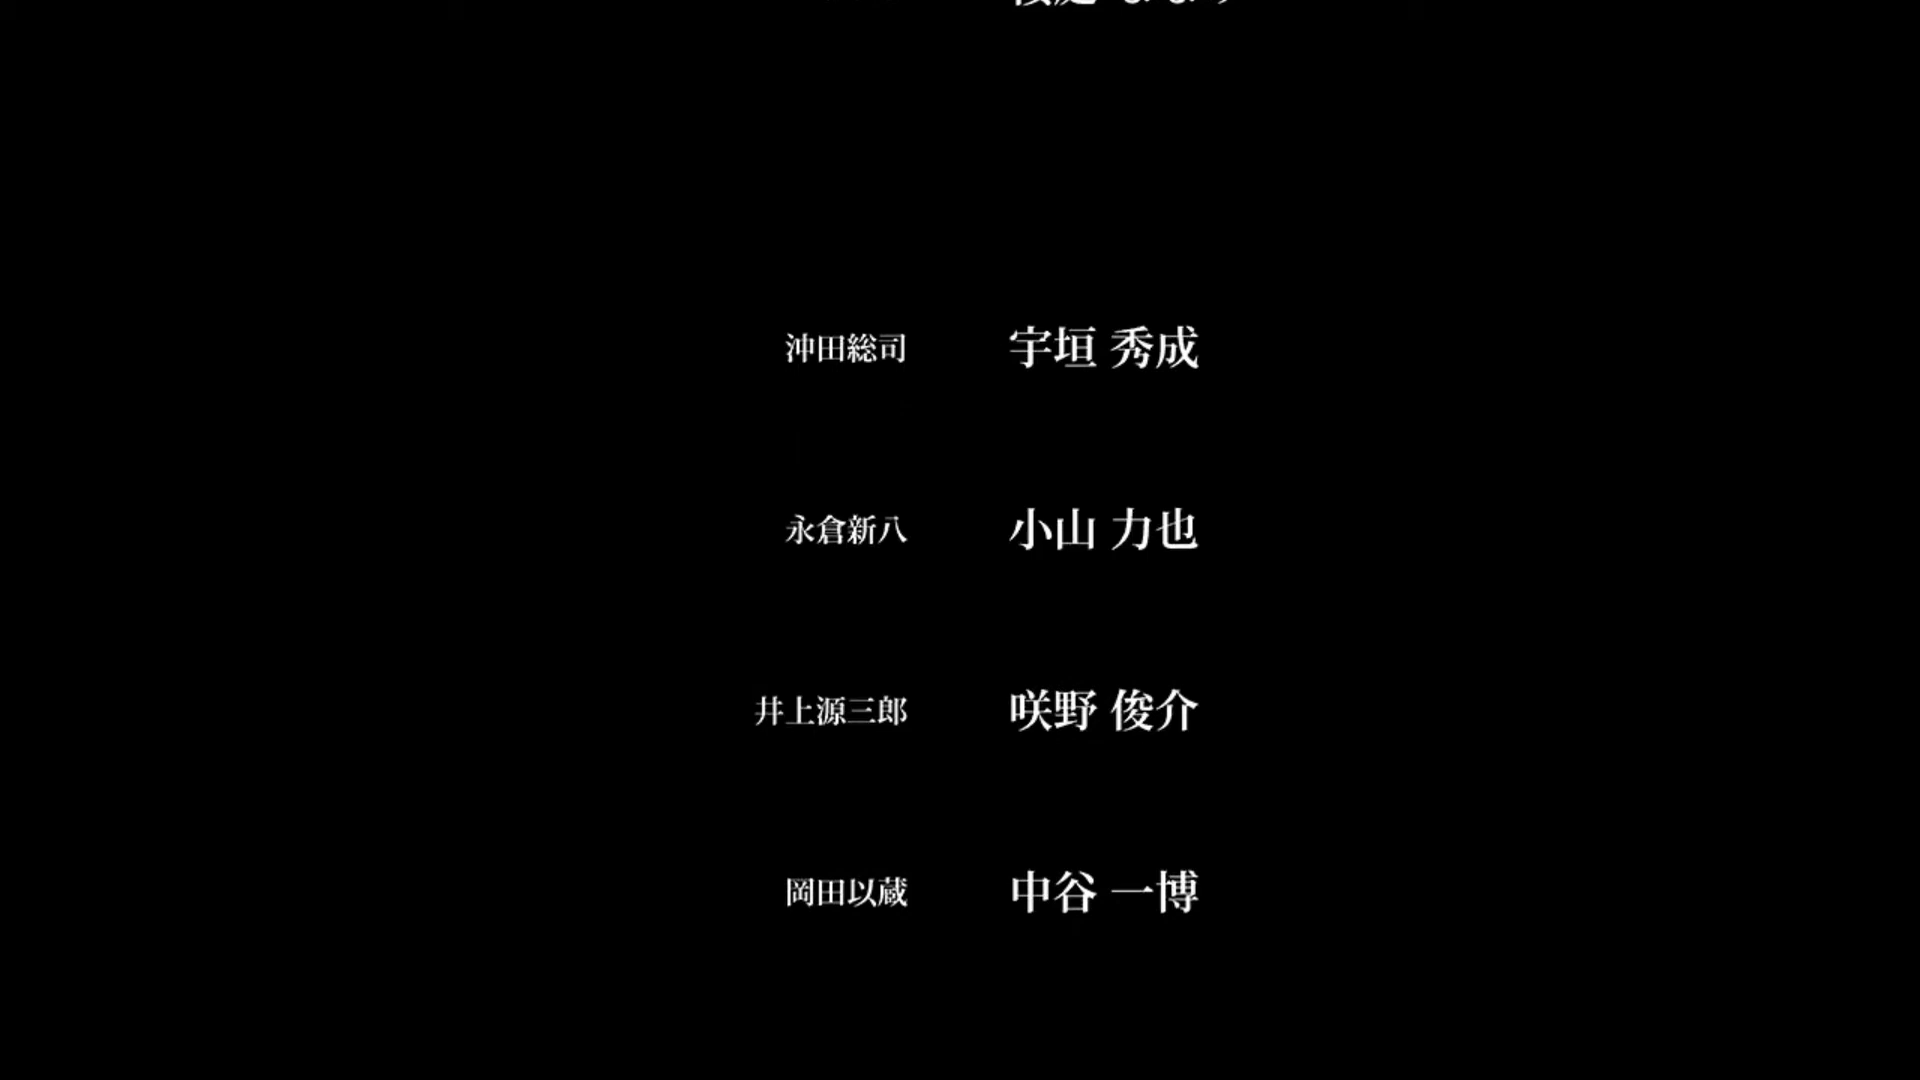 沖田総司 宇垣 秀成
永倉新八 小山 力也
井上源三郎 咲野 俊介
岡田以蔵 中谷 一博